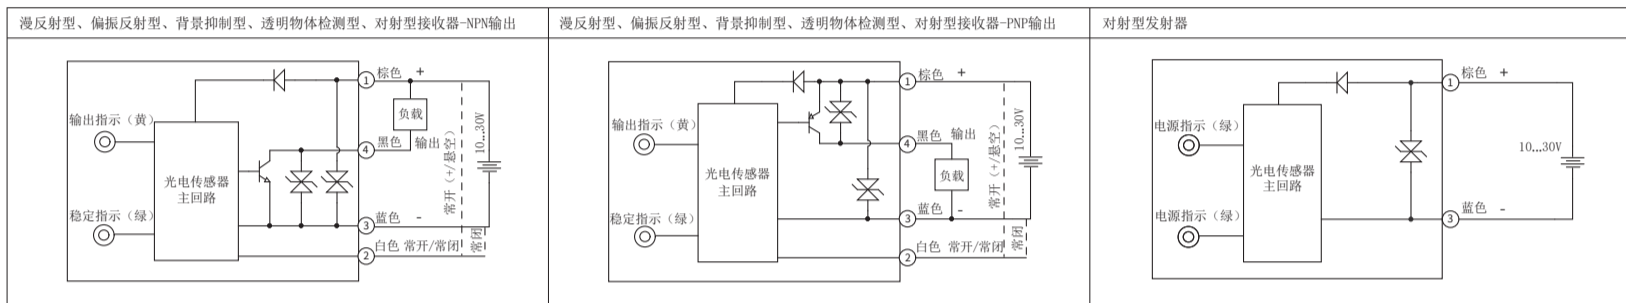 漫反射型、偏振反射型、背景抑制型、透明物体检测型、对射型接收器-NPN输出
棕色 +
1
负载
输出指示（黄）
黑色 输出
4
光电传感器
主回路
常开（+/悬空）
10...30V
稳定指示（绿）
蓝色 -
3
常闭
白色 常开/常闭
2
漫反射型、偏振反射型、背景抑制型、透明物体检测型、对射型接收器-PNP输出
棕色 +
1
输出指示（黄）
黑色 输出
4
负载
光电传感器
主回路
常开（+/悬空）
10...30V
稳定指示（绿）
蓝色 -
3
常闭
白色 常开/常闭
2
对射型发射器
棕色 +
1
电源指示（绿）
光电传感器
主回路
10...30V
电源指示（绿）
蓝色 -
3